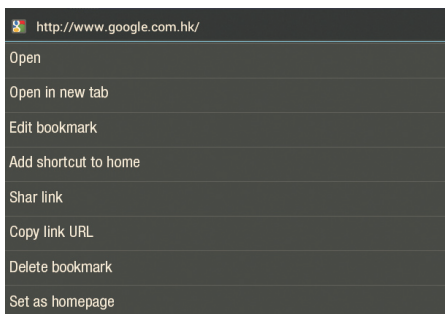 http://www.google.com.hk/
Open
Open in new tab
Edit bookmark
Add shortcut to home
Shar link
Copy link URL
Delete bookmark
Set as homepage